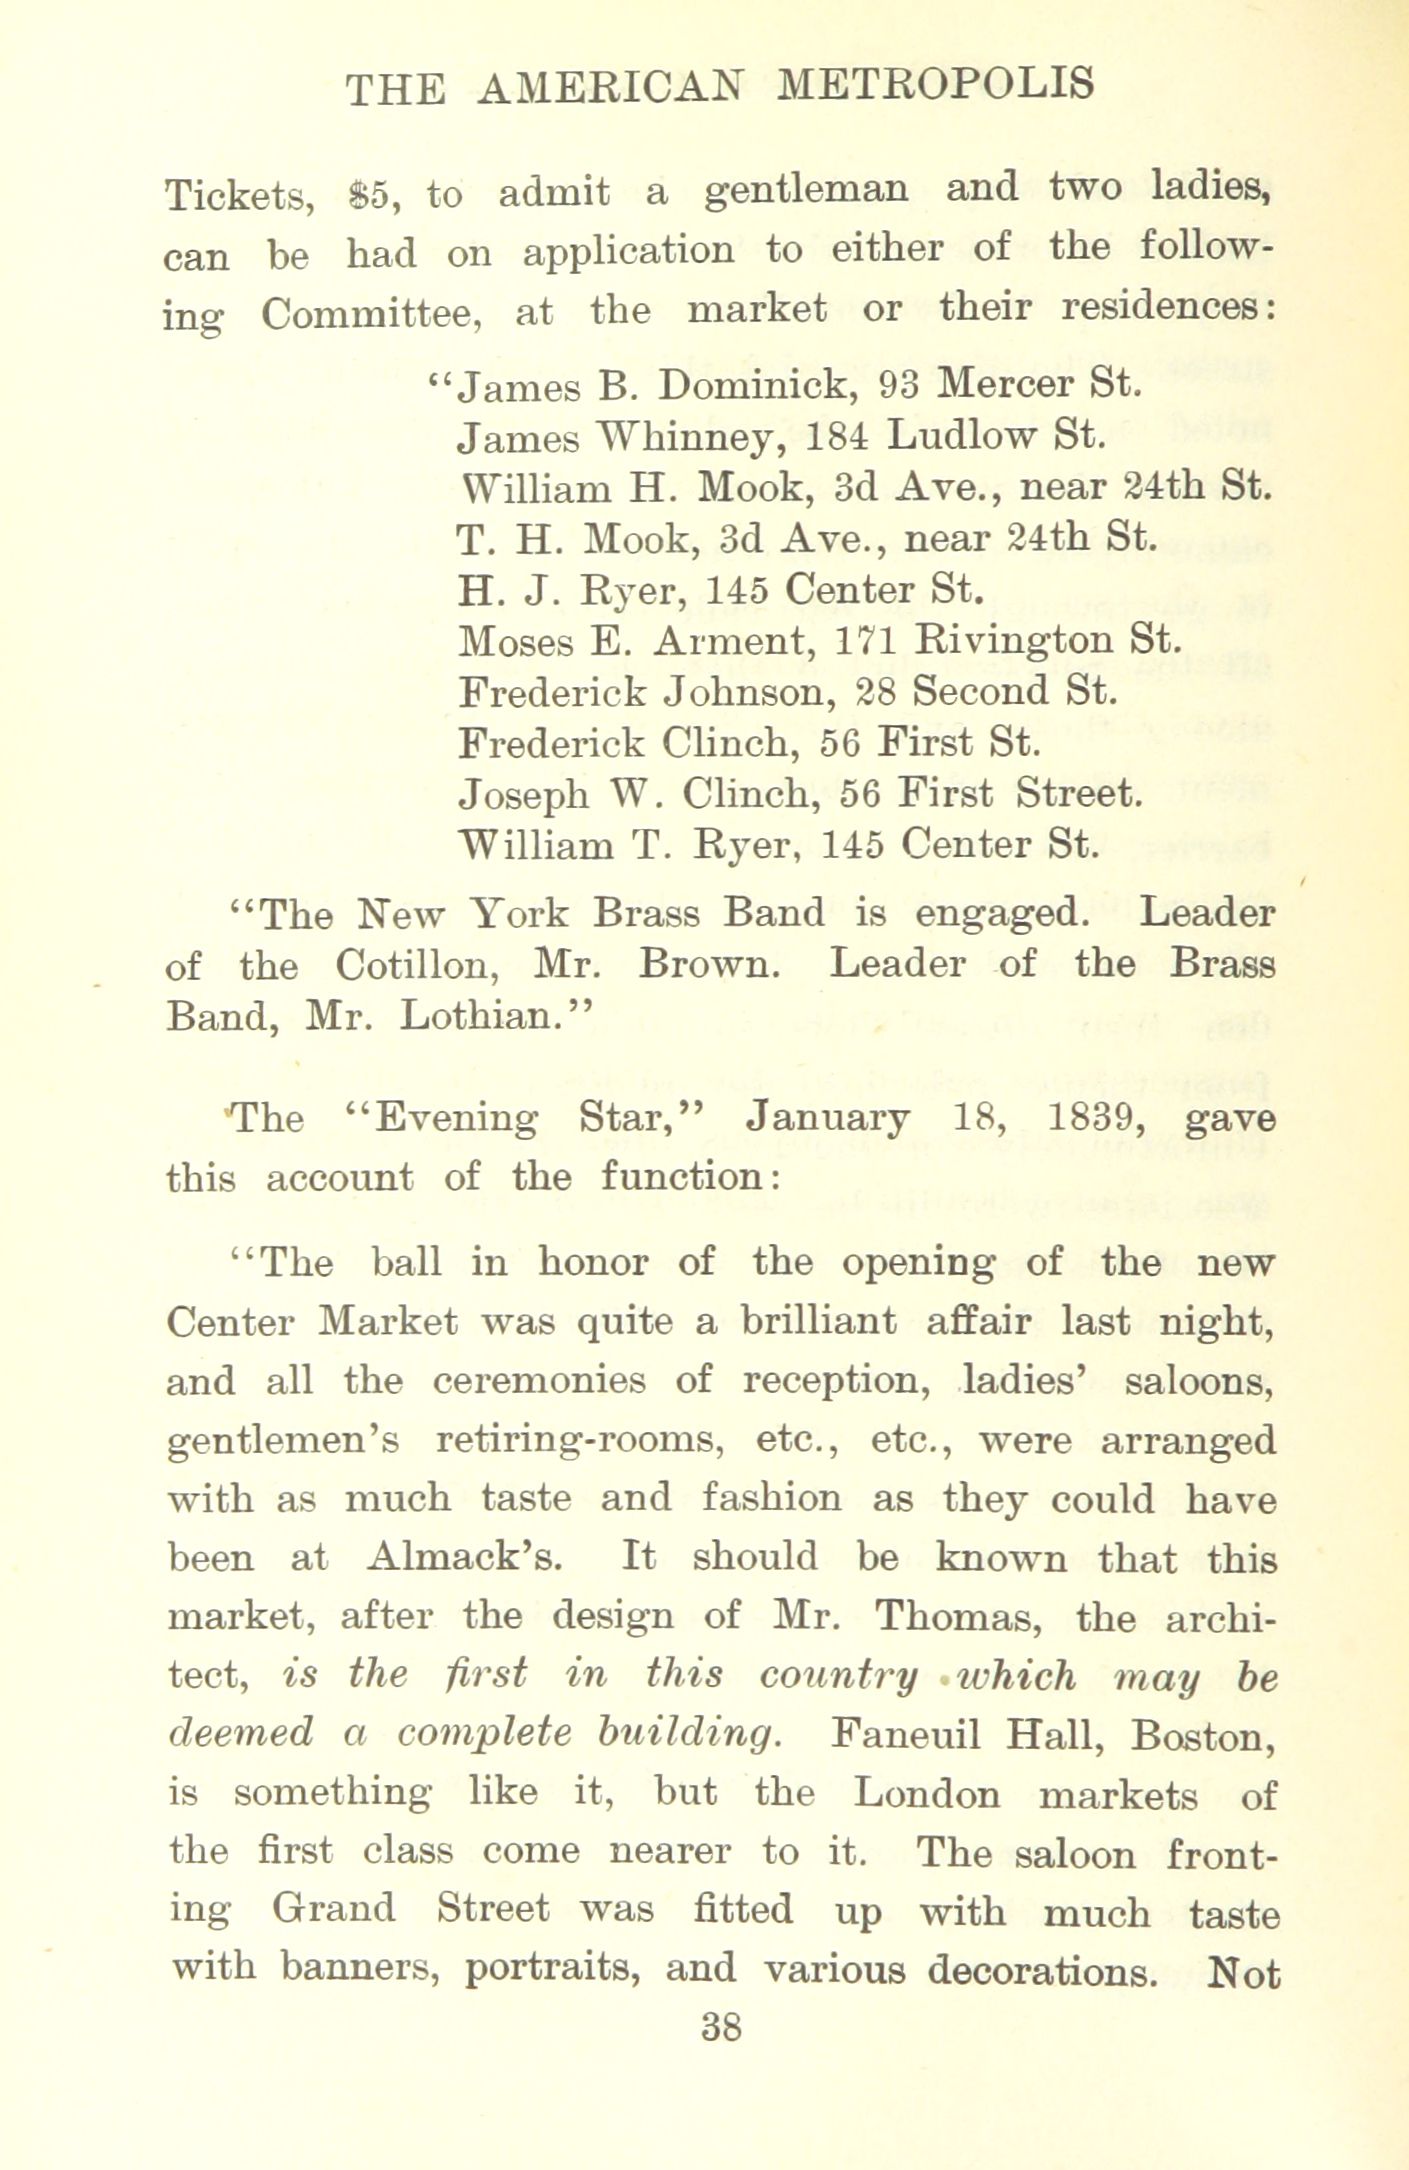 THE AMERICAN METROPOLIS
Tickets, $5, to admit a gentleman and two ladies,
can be had on application to either of the follow-
ing Committee, at the market or their residences:
“James B. Dominick, 93 Mercer St.
James Whinney, 184 Ludlow St.
William H. Mook, 3d Ave., near 24th St.
T. H. Mook, 3d Ave., near 24th St.
H. J. Ryer, 145 Center St.
Moses E. Arment, 171 Rivington St.
Frederick Johnson, 28 Second St.
Frederick Clinch, 56 First St.
Joseph W. Clinch, 56 First Street.
William T. Ryer, 145 Center St.
“The New York Brass Band is engaged. Leader
of the Cotillon, Mr. Brown. Leader of the Brass
Band, Mr. Lothian.”
The “Evening Star,” January 18, 1839, gave
this account of the function:
“The ball in honor of the opening of the new
Center Market was quite a brilliant affair last night,
and all the ceremonies of reception, ladies’ saloons,
gentlemen’s retiring-rooms, etc., etc., were arranged
with as much taste and fashion as they could have
been at Almack’s. It should be known that this
market, after the design of Mr. Thomas, the archi-
tect, is the first in this country which may be
deemed a complete building. Faneuil Hall, Boston,
is something like it, but the London markets of
the first class come nearer to it. The saloon front-
ing Grand Street was fitted up with much taste
with banners, portraits, and various decorations. Not
38